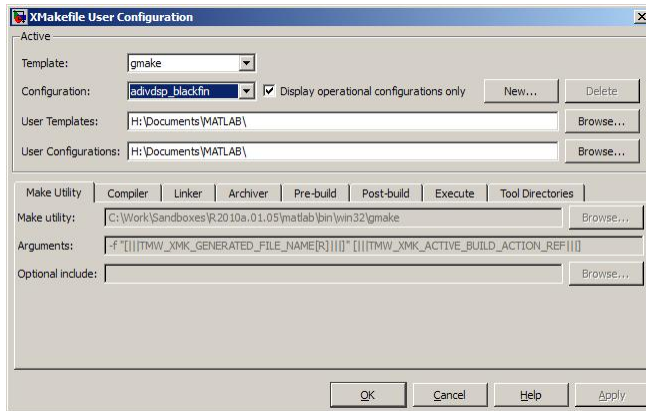 XMakefile User Configuration
Active
Template: gmake
Configuration: adivdsp_blackfin Display operational configurations only New... Delete
User Templates: H:\Documents\MATLAB\ Browse...
User Configurations: H:\Documents\MATLAB\ Browse...
Make Utility Compiler Linker Archiver Pre-build Post-build Execute Tool Directories
Make utility: C:\Work\Sandboxes\R2010a.01.05\matlab\bin\win32\gmake Browse...
Arguments: -f "[|||TMW_XMK_GENERATED_FILE_NAME[R]|||]" [|||TMW_XMK_ACTIVE_BUILD_ACTION_REF|||]
Optional include: Browse...
OK Cancel Help Apply